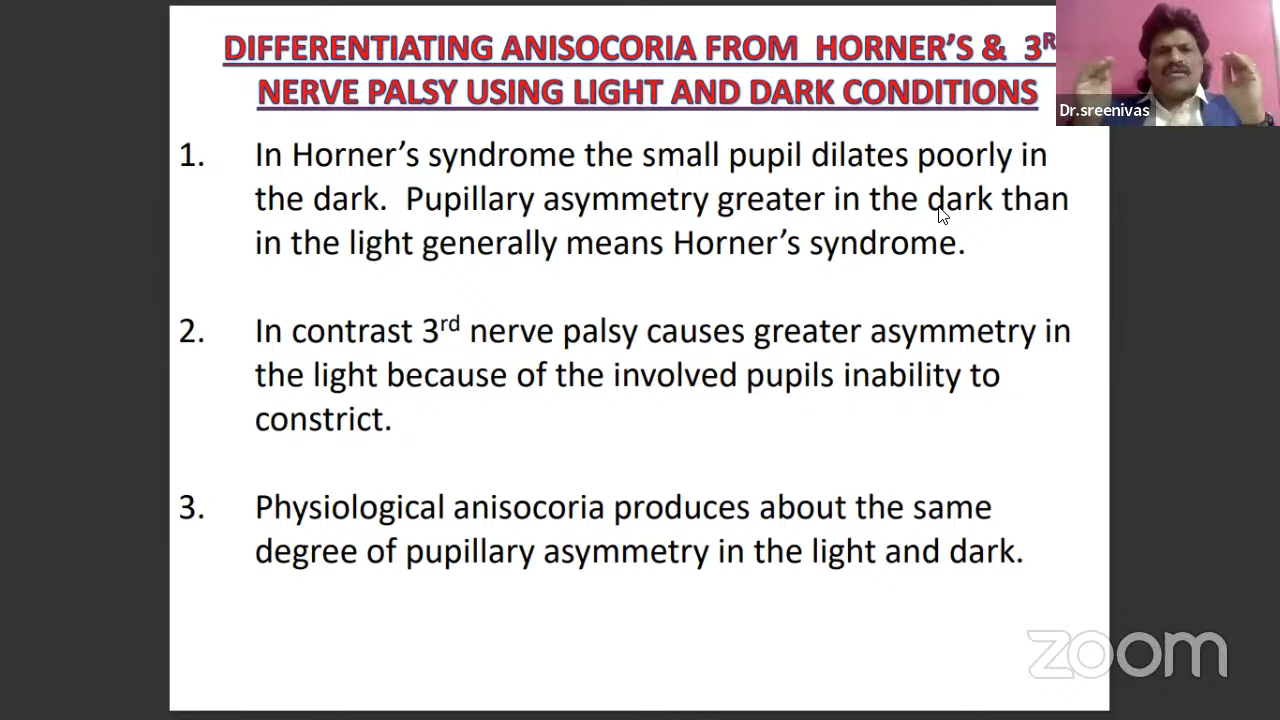 DIFFERENTIATING ANISOCORIA FROM HORNER’S & 3R
NERVE PALSY USING LIGHT AND DARK CONDITIONS
Dr.sreenivas
1. In Horner’s syndrome the small pupil dilates poorly in
the dark. Pupillary asymmetry greater in the dark than
in the light generally means Horner’s syndrome.
2. In contrast 3rd nerve palsy causes greater asymmetry in
the light because of the involved pupils inability to
constrict.
3. Physiological anisocoria produces about the same
degree of pupillary asymmetry in the light and dark.
zoom